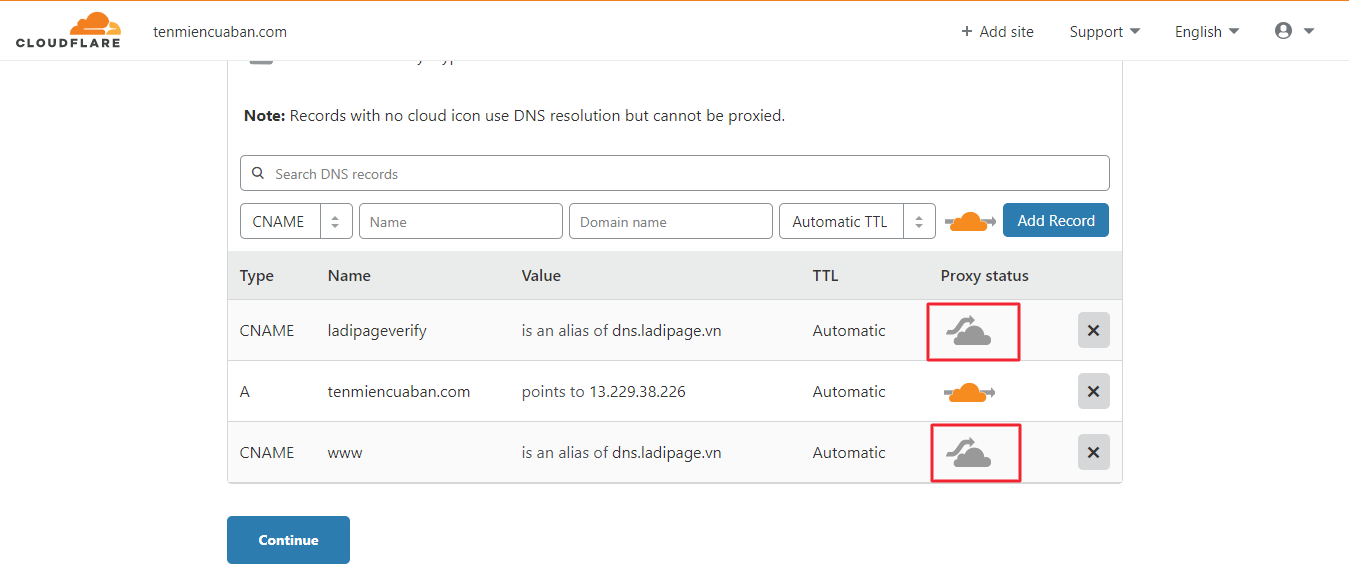 CLOUDFLARE tenmiencuaban.com + Add site Support English
Note: Records with no cloud icon use DNS resolution but cannot be proxied.
Search DNS records
CNAME Name Domain name Automatic TTL Add Record
Type Name Value TTL Proxy status
CNAME ladipageverify is an alias of dns.ladipage.vn Automatic
A tenmiencuaban.com points to 13.229.38.226 Automatic
CNAME www is an alias of dns.ladipage.vn Automatic
Continue